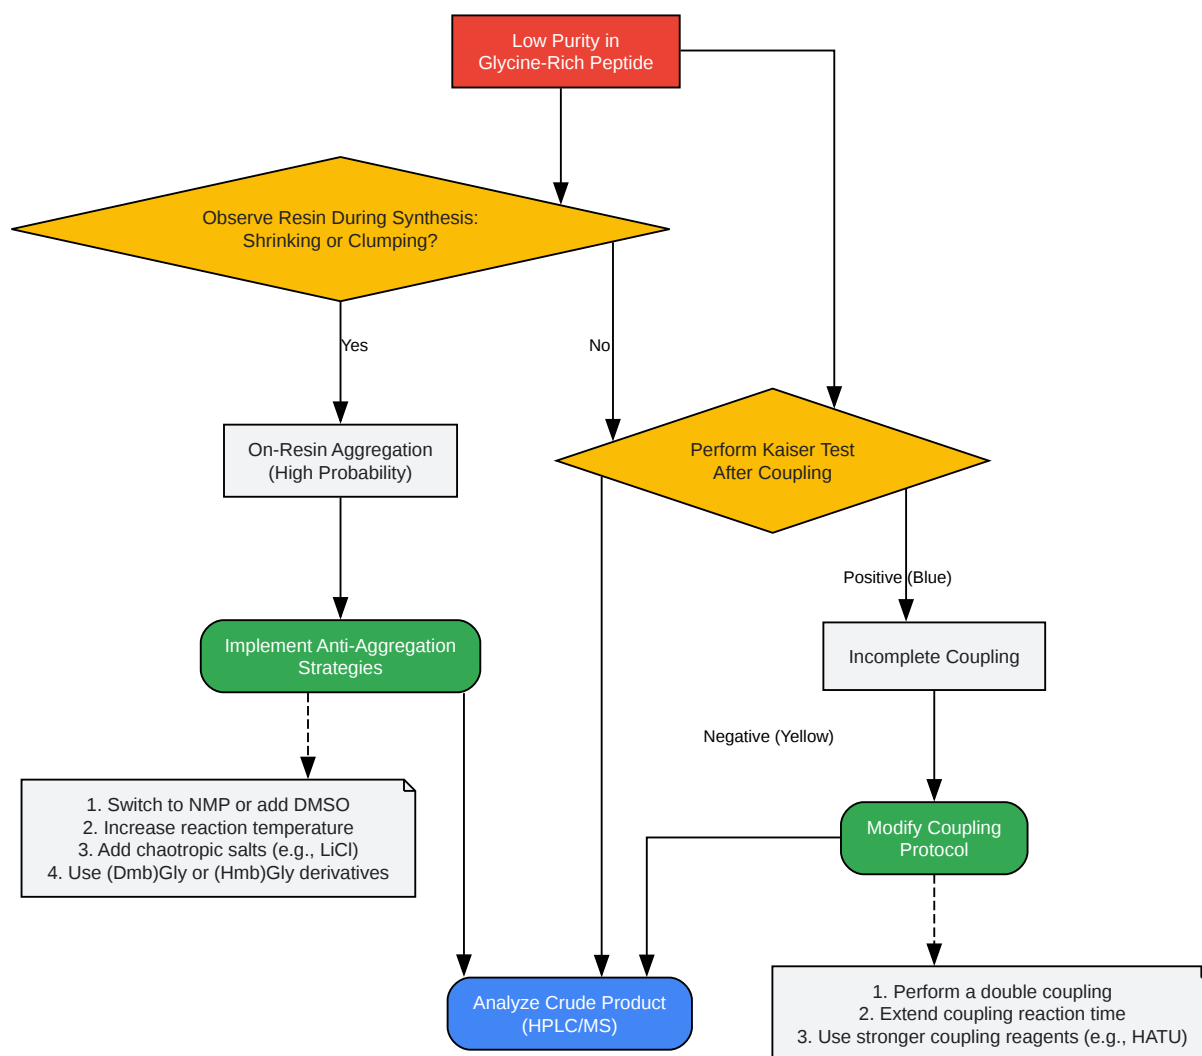 Low Purity in
Glycine-Rich Peptide
Observe Resin During Synthesis:
Shrinking or Clumping?
Yes
No
On-Resin Aggregation
(High Probability)
Perform Kaiser Test
After Coupling
Positive (Blue)
Implement Anti-Aggregation
Strategies
Incomplete Coupling
Negative (Yellow)
1. Switch to NMP or add DMSO
2. Increase reaction temperature
3. Add chaotropic salts (e.g., LiCl)
4. Use (Dmb)Gly or (Hmb)Gly derivatives
Modify Coupling
Protocol
Analyze Crude Product
(HPLC/MS)
1. Perform a double coupling
2. Extend coupling reaction time
3. Use stronger coupling reagents (e.g., HATU)